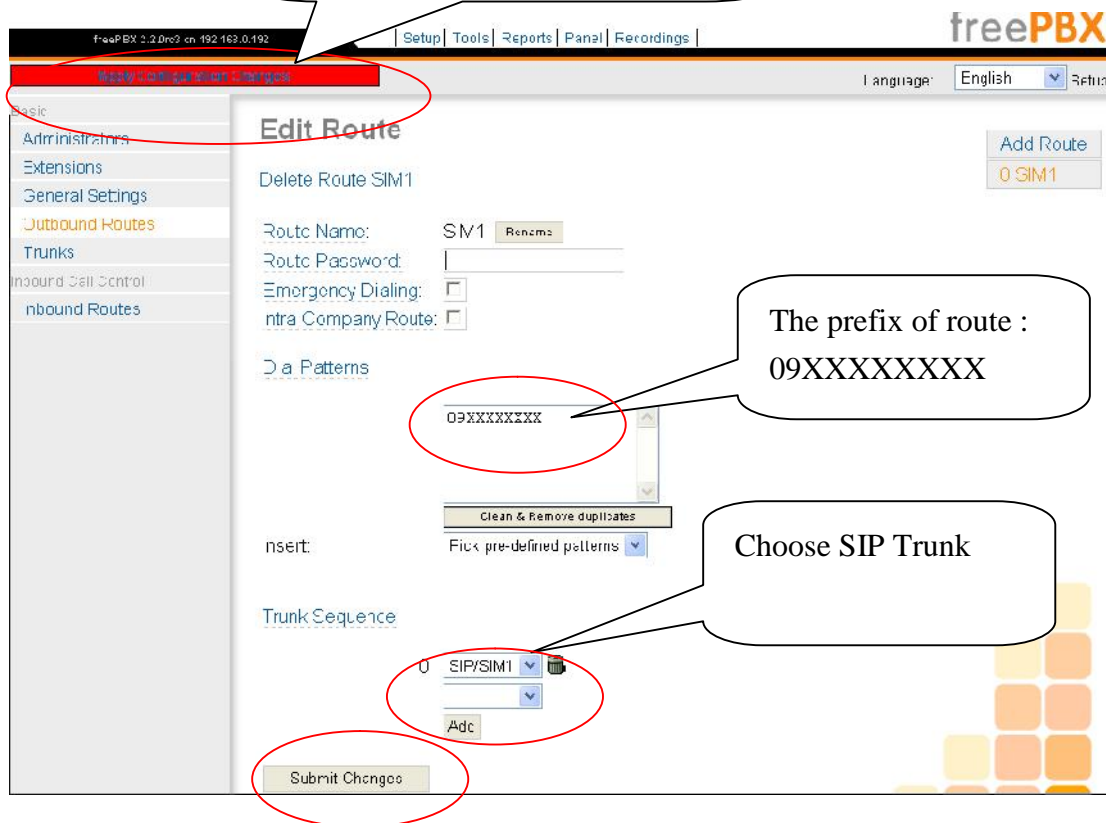 freePBX 2.2.0rc3 on 192.168.0.192
Setup| Tools| Reports| Panel| Recordings|
freePBX
Apply Configuration Changes
Language: English
Basic
Administrators
Extensions
General Settings
Outbound Routes
Trunks
Inbound Call Control
Inbound Routes
Edit Route
Add Route
0 SIM1
Delete Route SIM1
Route Name: SIM1 Rename
Route Password:
Emergency Dialing:
Intra Company Route:
The prefix of route :
09XXXXXXXX
Dial Patterns
09XXXXXXXX
Clean & Remove duplicates
Insert: Pick pre-defined patterns
Choose SIP Trunk
Trunk Sequence
0 SIP/SIM1
Add
Submit Changes